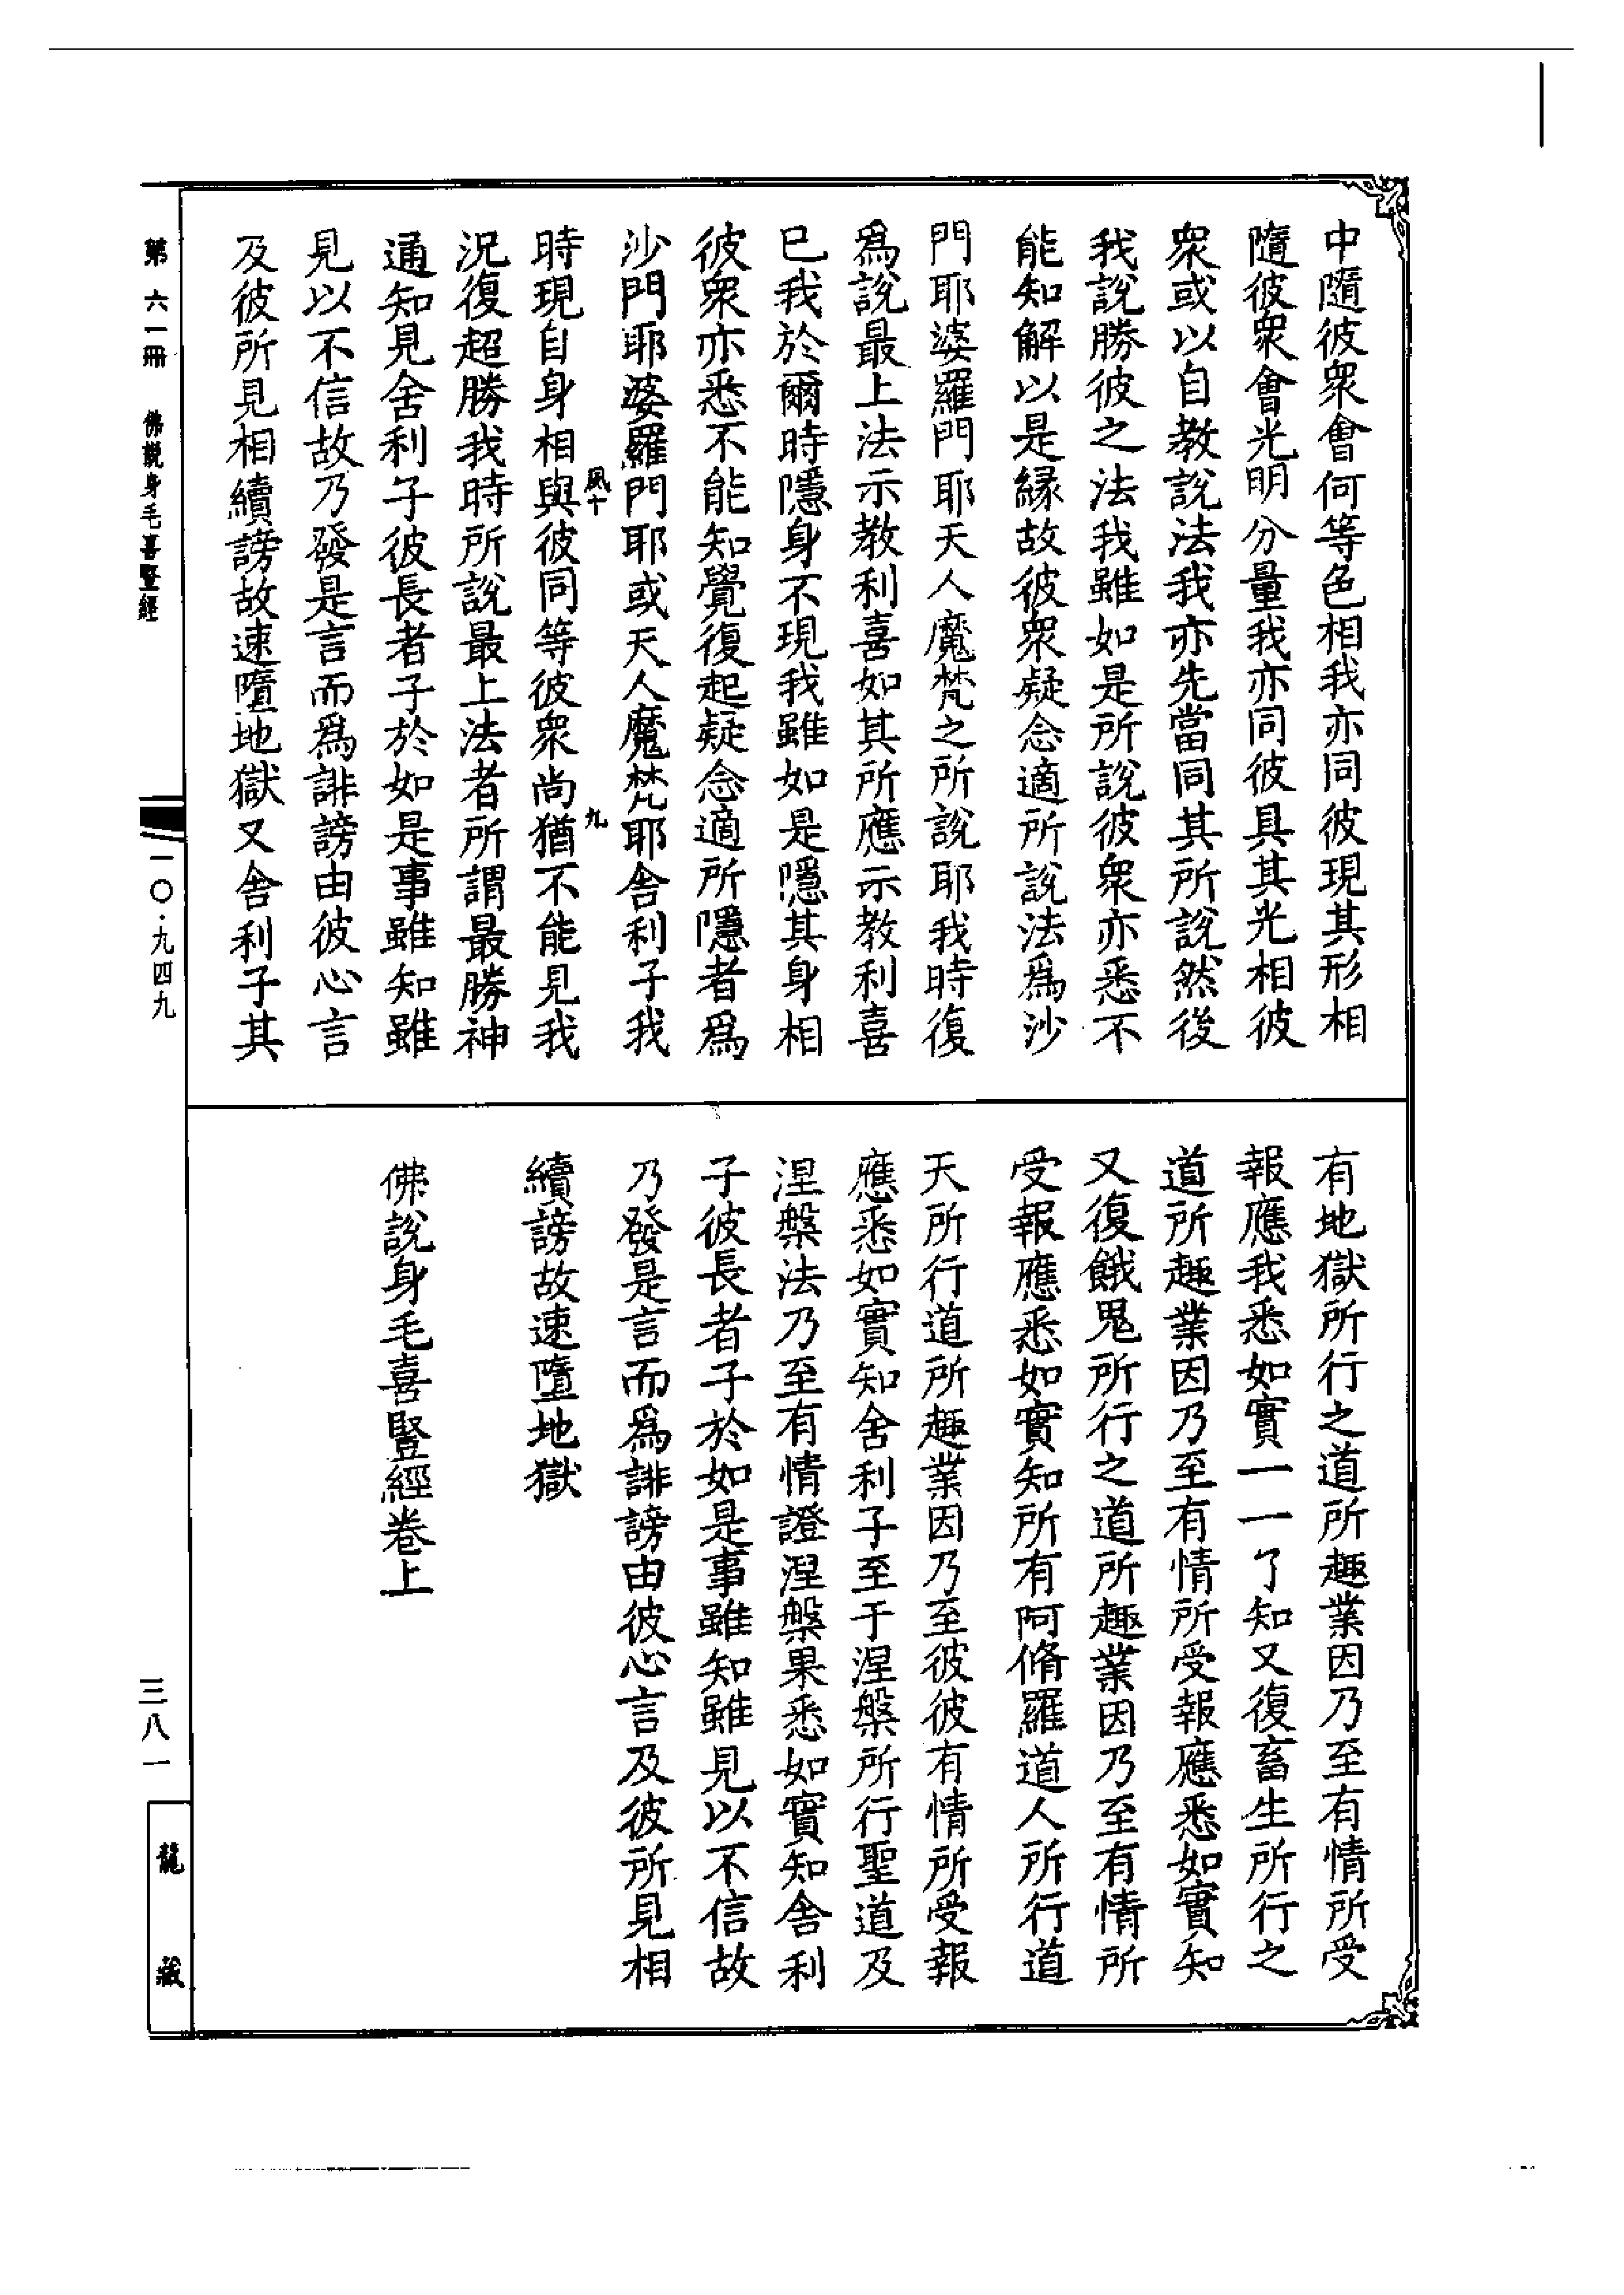 中隨彼衆會何等色相我亦同彼現其形相
隨彼衆會光明分量我亦同彼具其光相彼
衆或以自教說法我亦先當同其所說然後
我說勝彼之法我雖如是所說彼衆亦悉不
能知解以是緣故彼衆疑念適所說法爲沙
門耶婆羅門耶天人魔梵之所說耶我時復
爲說最上法示教利喜如其所應示教利喜
已我於爾時隱身不現我雖如是隱其身相
彼衆亦悉不能知覺復起疑念適所隱者爲
沙門耶婆羅門耶或天人魔梵耶舍利子我
風十
九
時現自身相與彼同等彼衆尚猶不能見我
況復超勝我時所說最上法者所謂最勝神
通知見舍利子彼長者子於如是事雖知雖
見以不信故乃發是言而爲誹謗由彼心言
及彼所見相續謗故速墮地獄又舍利子其
有地獄所行之道所趣業因乃至有情所受
報應我悉如實一一了知又復畜生所行之
道所趣業因乃至有情所受報應悉如實知
又復餓鬼所行之道所趣業因乃至有情所
受報應悉如實知所有阿脩羅道人所行道
天所行道所趣業因乃至彼彼有情所受報
應悉如實知舍利子至于涅槃所行聖道及
涅槃法乃至有情證涅槃果悉如實知舍利
子彼長者子於如是事雖知雖見以不信故
乃發是言而爲誹謗由彼心言及彼所見相
續謗故速墮地獄
佛說身毛喜豎經卷上
第六一冊 佛說身毛喜豎經
一〇·九四九
三八一
龍藏